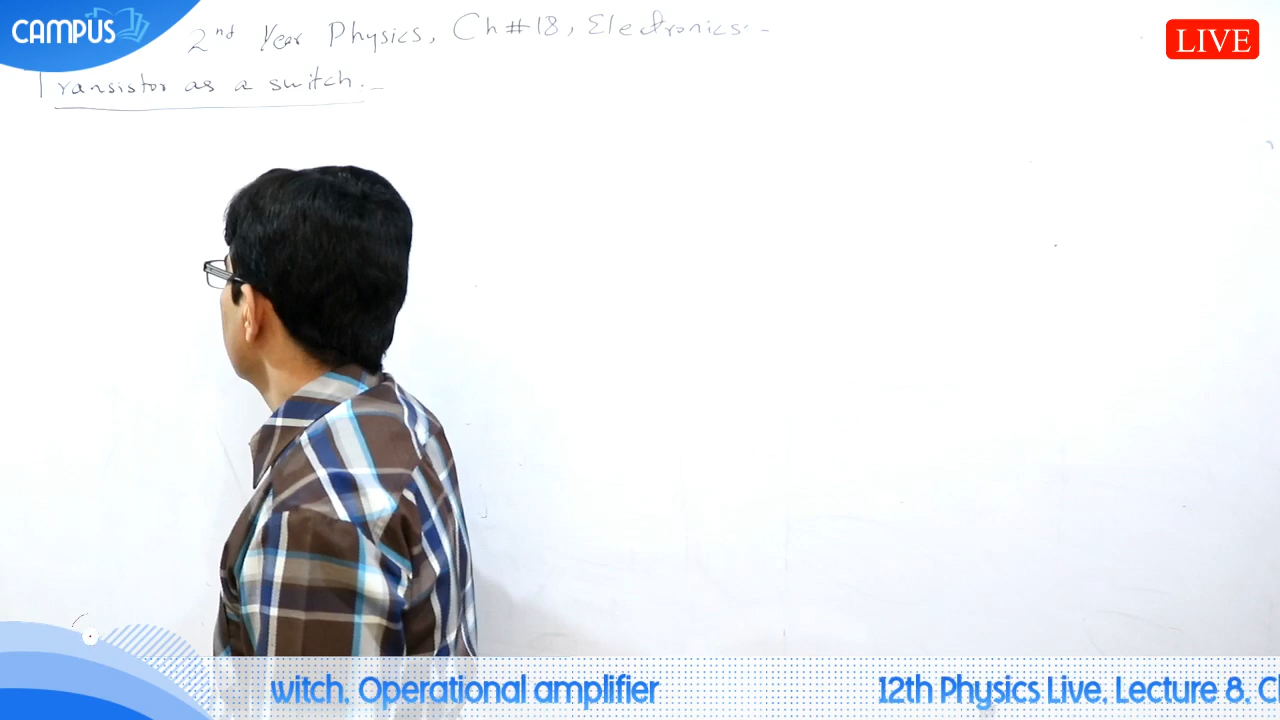 CAMPUS
LIVE
2nd Year Physics, Ch#18, Electronics:-
Transistor as a switch.-
witch, Operational amplifier
12th Physics Live, Lecture 8, C